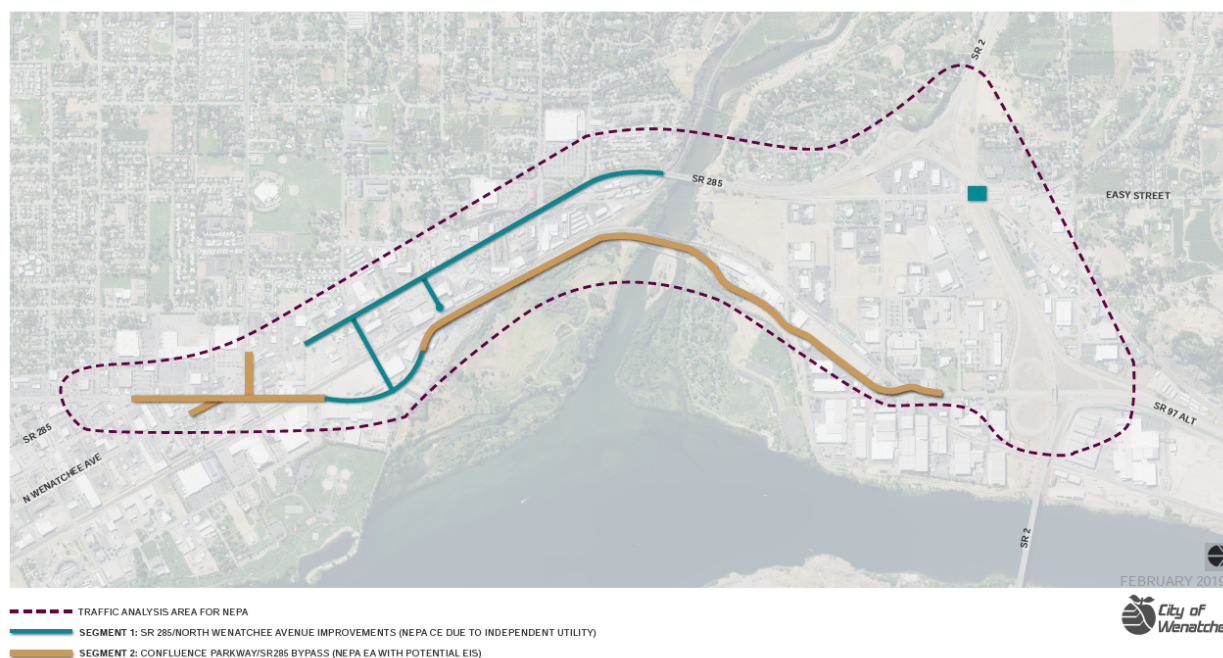 SR 2
SR 285
EASY STREET
SR 97 ALT
SR 285
N WENATCHEE AVE
SR 2
FEBRUARY 2019
TRAFFIC ANALYSIS AREA FOR NEPA
SEGMENT 1: SR 285/NORTH WENATCHEE AVENUE IMPROVEMENTS (NEPA CE DUE TO INDEPENDENT UTILITY)
SEGMENT 2: CONFLUENCE PARKWAY/SR285 BYPASS (NEPA EA WITH POTENTIAL EIS)
City of
Wenatche